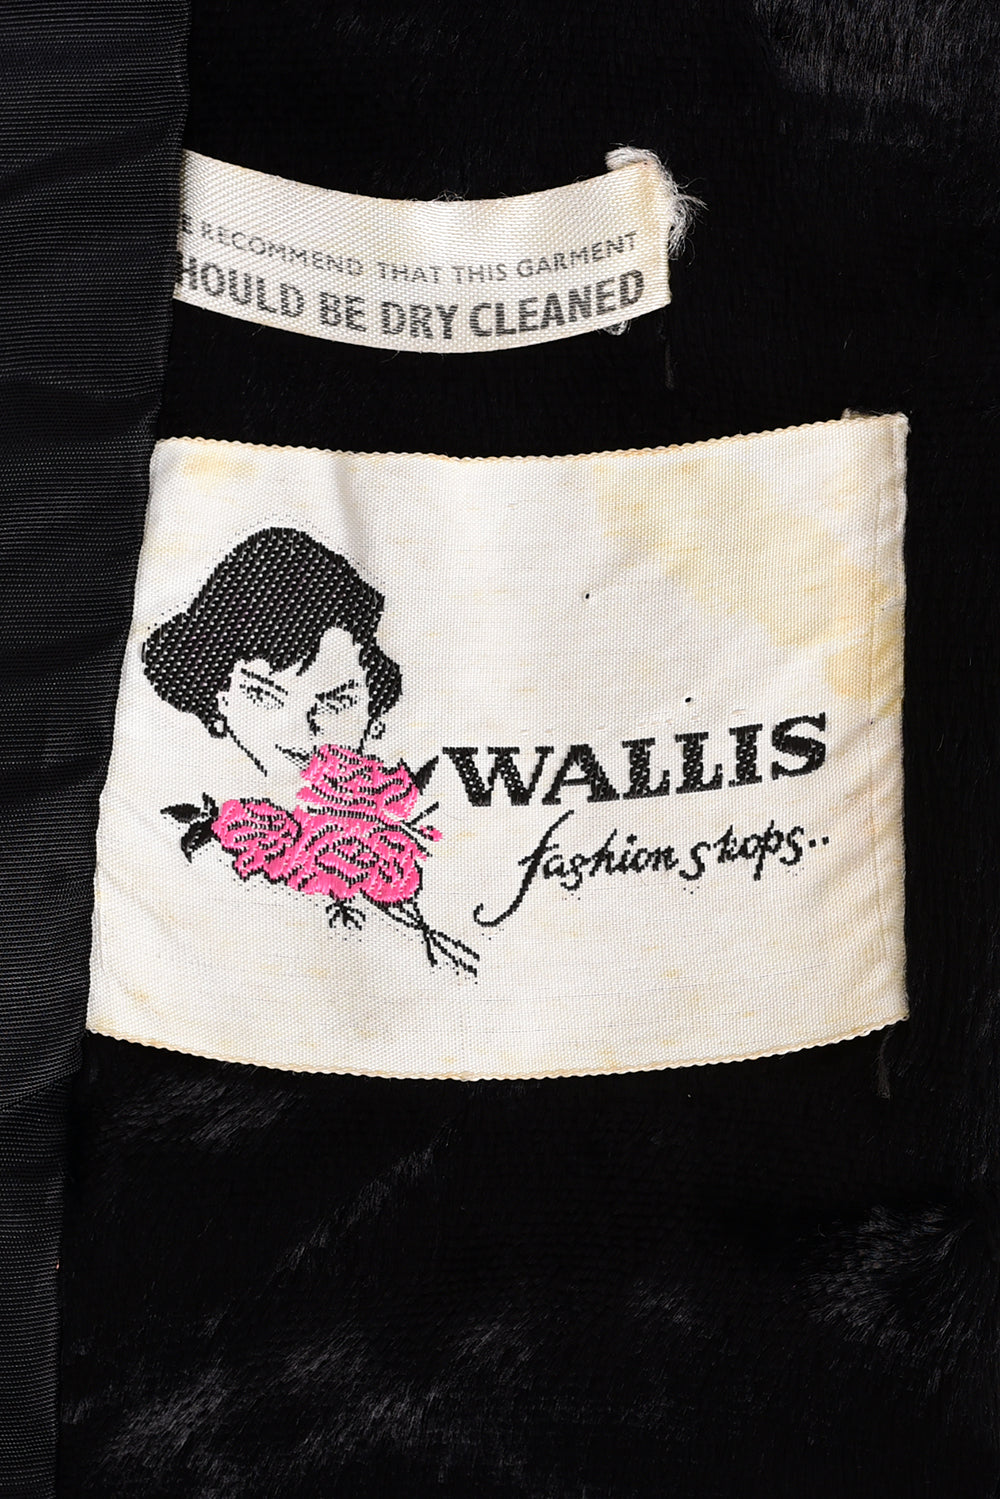 E RECOMMEND THAT THIS GARMENT
HOULD BE DRY CLEANED
WALLIS
fashion shops..